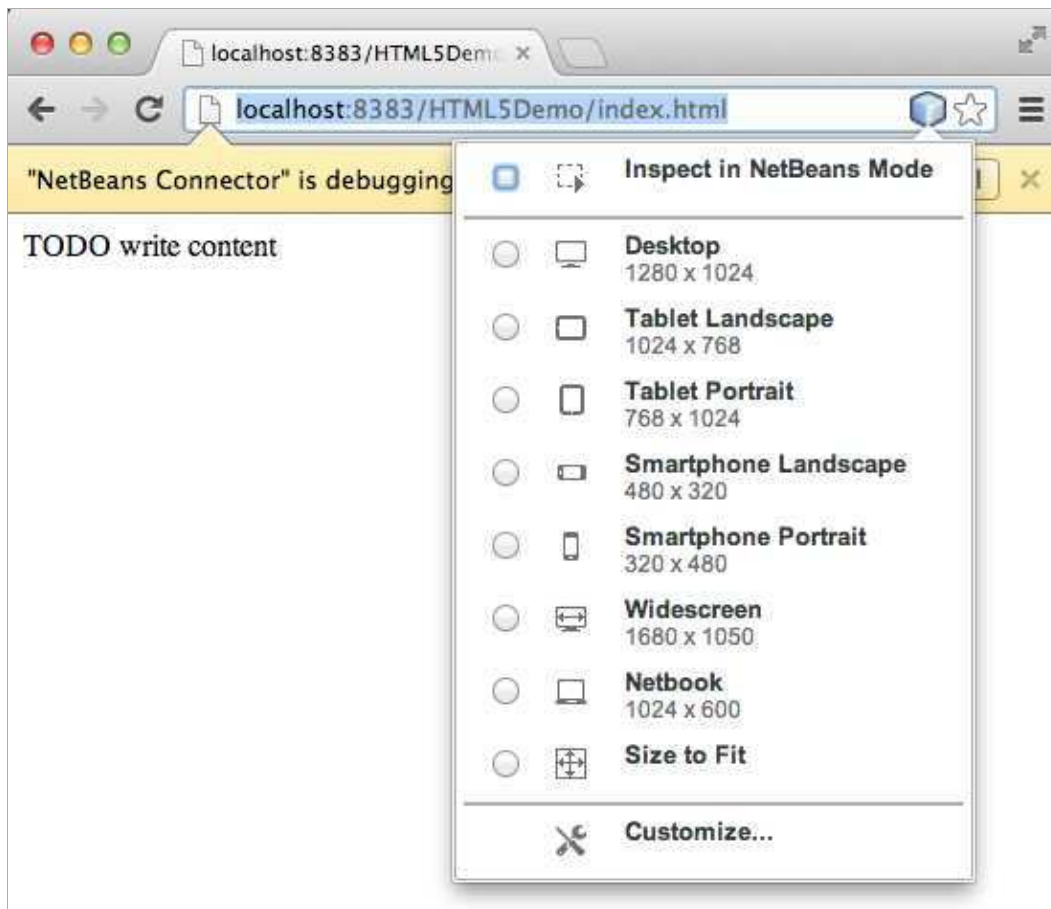 localhost:8383/HTML5Dem
localhost:8383/HTML5Demo/index.html
"NetBeans Connector" is debugging
TODO write content
Inspect in NetBeans Mode
Desktop
1280 x 1024
Tablet Landscape
1024 x 768
Tablet Portrait
768 x 1024
Smartphone Landscape
480 x 320
Smartphone Portrait
320 x 480
Widescreen
1680 x 1050
Netbook
1024 x 600
Size to Fit
Customize...